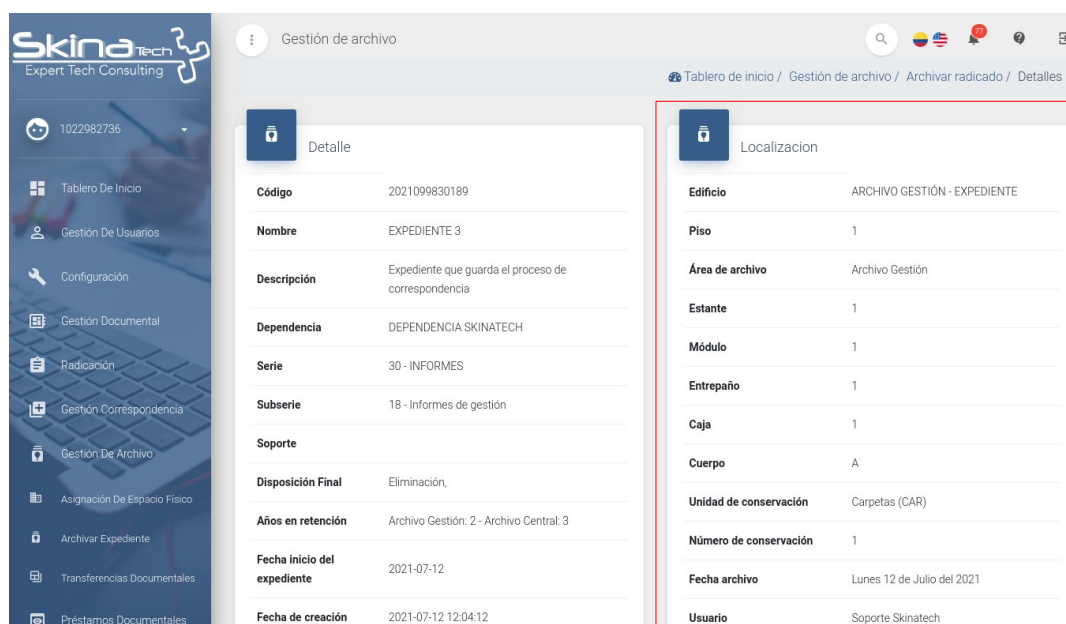 Skina Tech
Expert Tech Consulting
1022982736
Tablero De Inicio
Gestión De Usuarios
Configuración
Gestión Documental
Radicación
Gestión Correspondencia
Gestión De Archivo
Asignación De Espacio Físico
Archivar Expediente
Transferencias Documentales
Préstamos Documentales
Gestión de archivo
77
Tablero de inicio / Gestión de archivo / Archivar radicado / Detalles
Detalle
Código 2021099830189
Nombre EXPEDIENTE 3
Descripción Expediente que guarda el proceso de
correspondencia
Dependencia DEPENDENCIA SKINATECH
Serie 30 - INFORMES
Subserie 18 - Informes de gestión
Soporte
Disposición Final Eliminación,
Años en retención Archivo Gestión: 2 - Archivo Central: 3
Fecha inicio del
expediente 2021-07-12
Fecha de creación 2021-07-12 12:04:12
Localizacion
Edificio ARCHIVO GESTIÓN - EXPEDIENTE
Piso 1
Área de archivo Archivo Gestión
Estante 1
Módulo 1
Entrepaño 1
Caja 1
Cuerpo A
Unidad de conservación Carpetas (CAR)
Número de conservación 1
Fecha archivo Lunes 12 de Julio del 2021
Usuario Soporte Skinatech